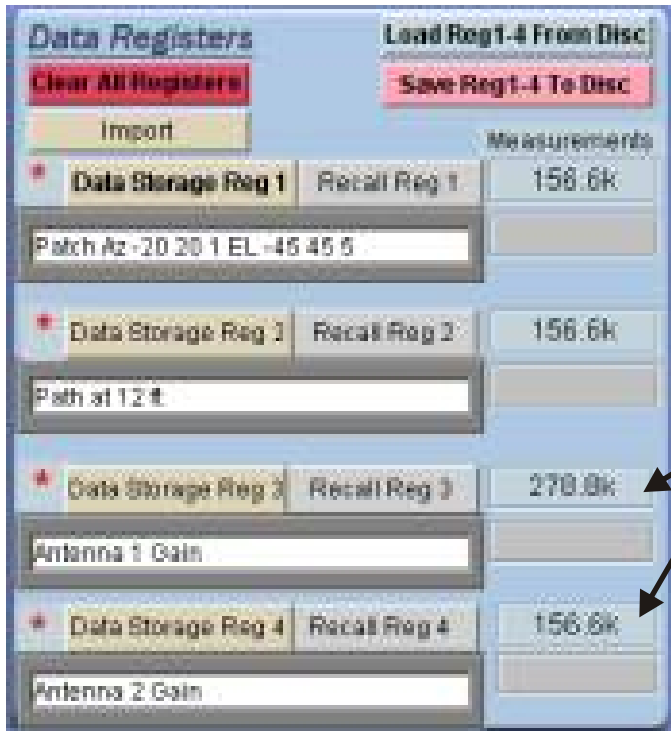 Data Registers
Load Reg1-4 From Disc
Clear All Registers
Save Reg1-4 To Disc
Import
Measurements
* Data Storage Reg 1 Recall Reg 1 156.6k
Patch Az -20 20 1 EL -45 45 5
* Data Storage Reg 2 Recall Reg 2 156.6k
Path at 12 ft
* Data Storage Reg 3 Recall Reg 3 278.8k
Antenna 1 Gain
* Data Storage Reg 4 Recall Reg 4 156.6k
Antenna 2 Gain